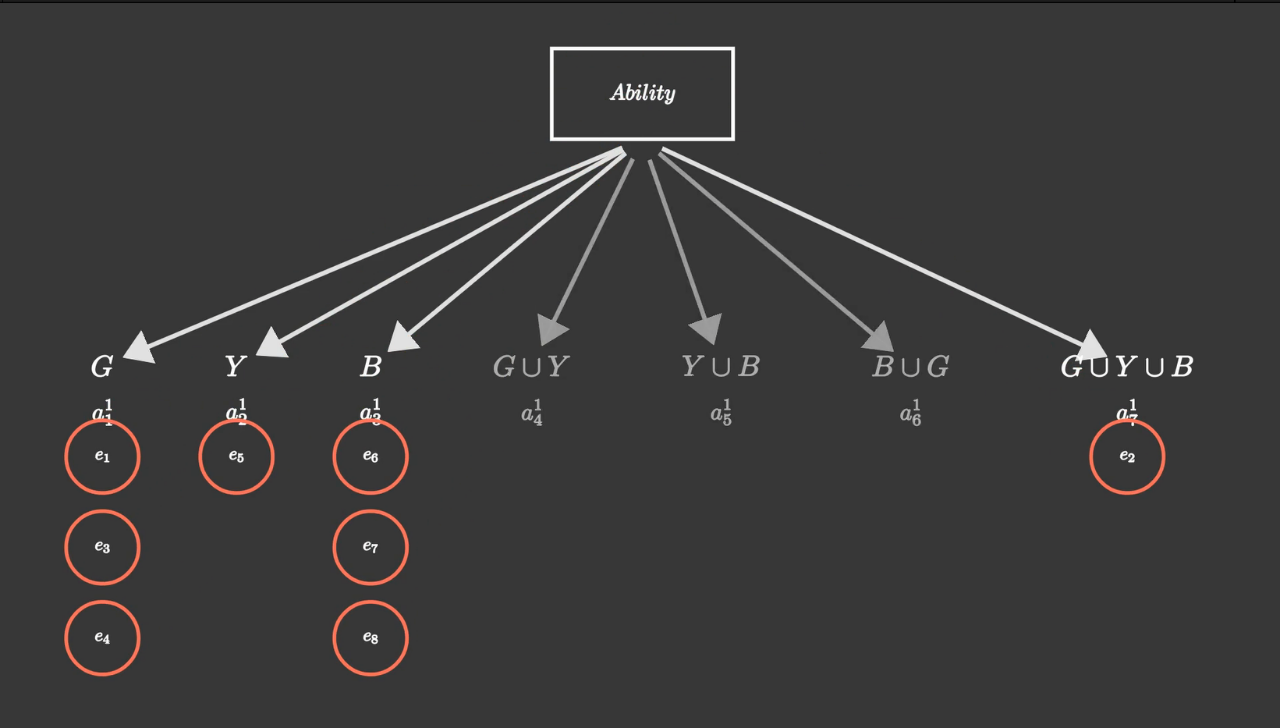 Ability
G Y B G ∪ Y Y ∪ B B ∪ G G ∪ Y ∪ B
a₁¹ a₂¹ a₃¹ a₄¹ a₅¹ a₆¹ a₇¹
e₁ e₅ e₆ e₂
e₃ e₇
e₄ e₈